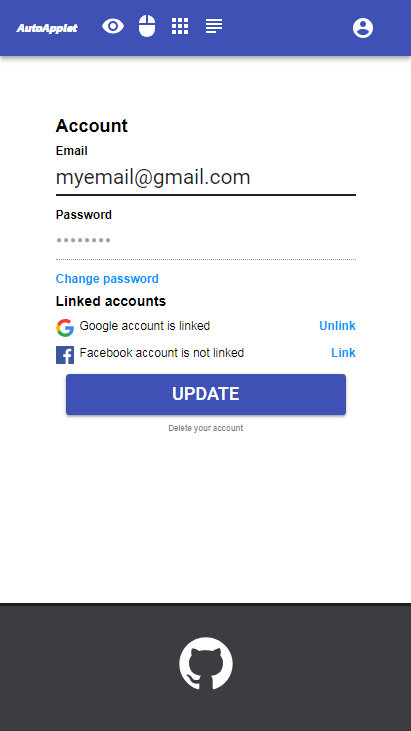 AutoApplet
Account
Email
myemail@gmail.com
Password
••••••••
Change password
Linked accounts
Google account is linked Unlink
Facebook account is not linked Link
UPDATE
Delete your account